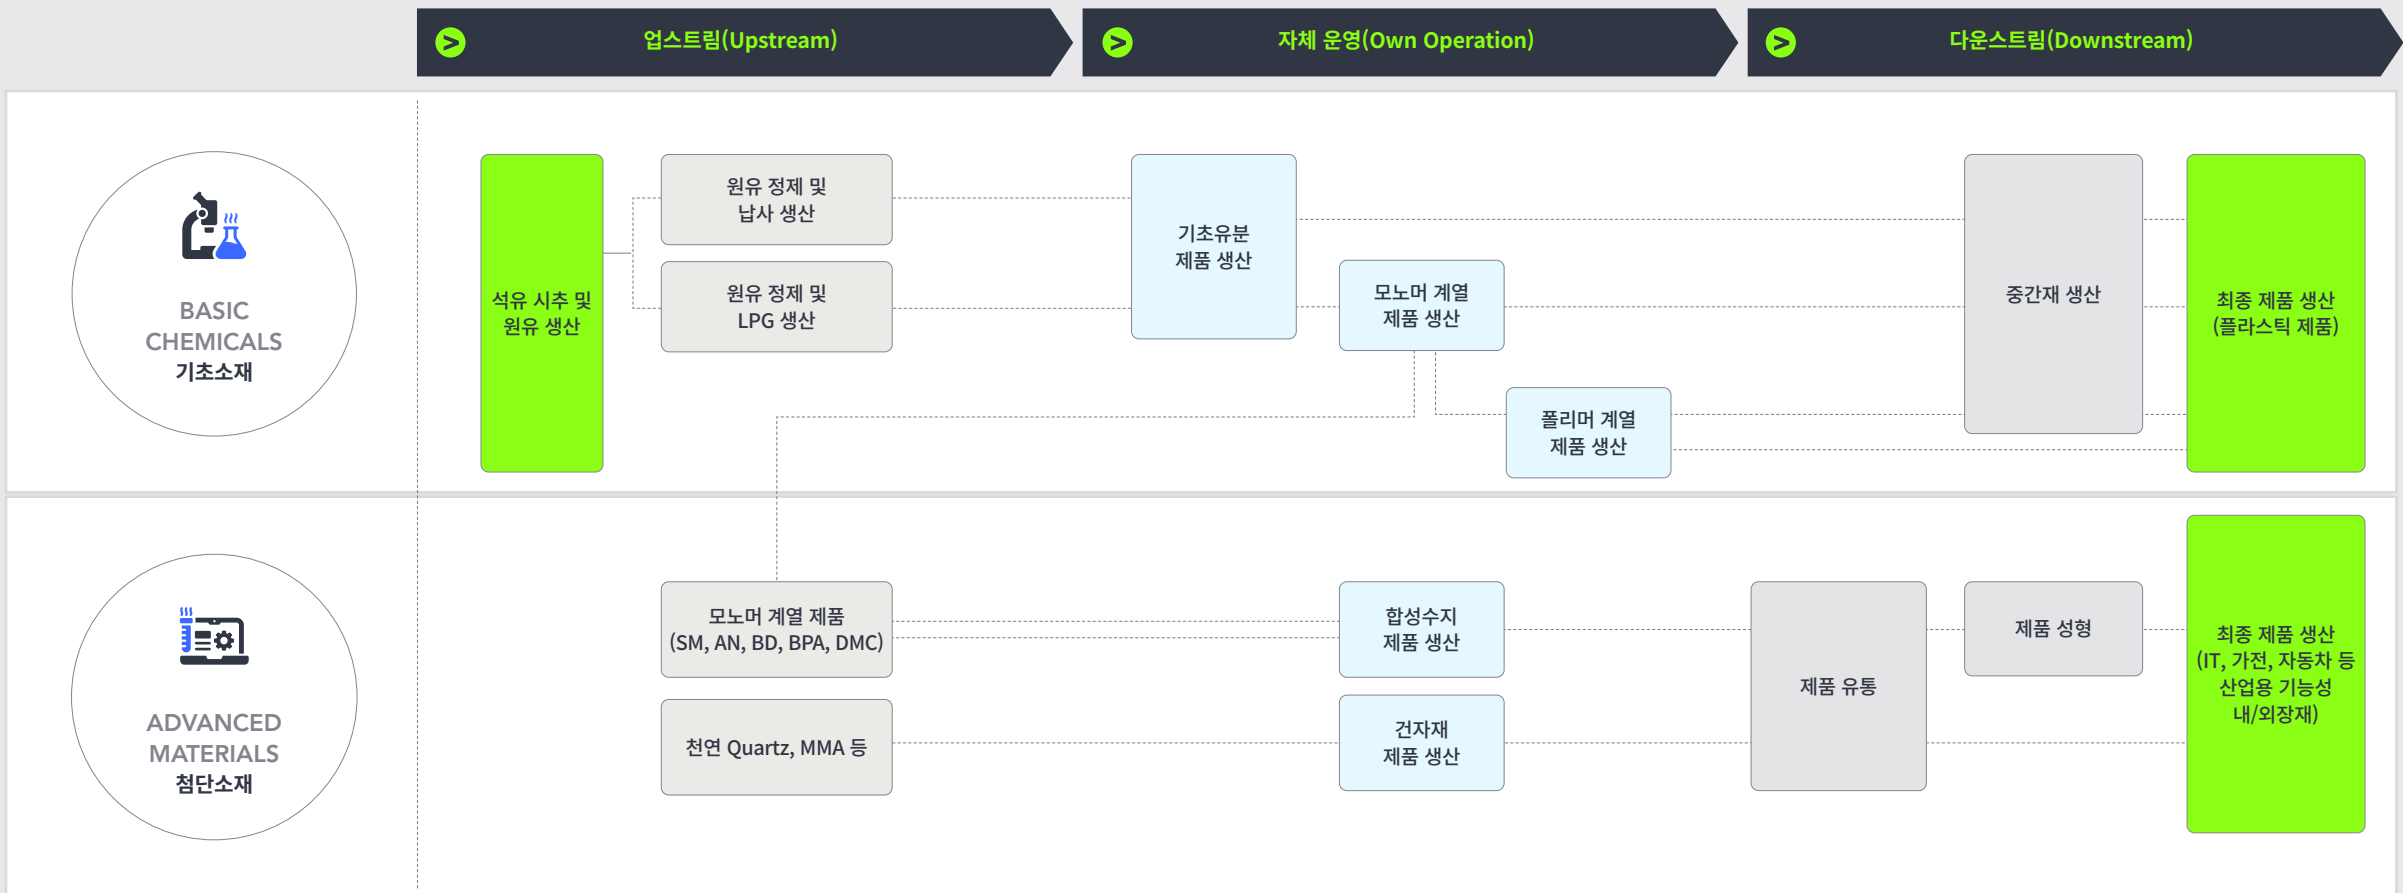 업스트림(Upstream)
자체 운영(Own Operation)
다운스트림(Downstream)
BASIC
CHEMICALS
기초소재
석유 시추 및
원유 생산
원유 정제 및
납사 생산
원유 정제 및
LPG 생산
기초유분
제품 생산
모노머 계열
제품 생산
폴리머 계열
제품 생산
중간재 생산
최종 제품 생산
(플라스틱 제품)
ADVANCED
MATERIALS
첨단소재
모노머 계열 제품
(SM, AN, BD, BPA, DMC)
천연 Quartz, MMA 등
합성수지
제품 생산
건자재
제품 생산
제품 유통
제품 성형
최종 제품 생산
(IT, 가전, 자동차 등
산업용 기능성
내/외장재)